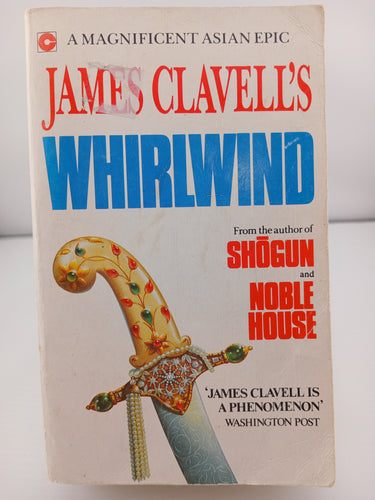 A MAGNIFICENT ASIAN EPIC
JAMES CLAVELL'S
WHIRLWIND
From the author of
SHŌGUN
and
NOBLE
HOUSE
'JAMES CLAVELL IS
A PHENOMENON'
WASHINGTON POST